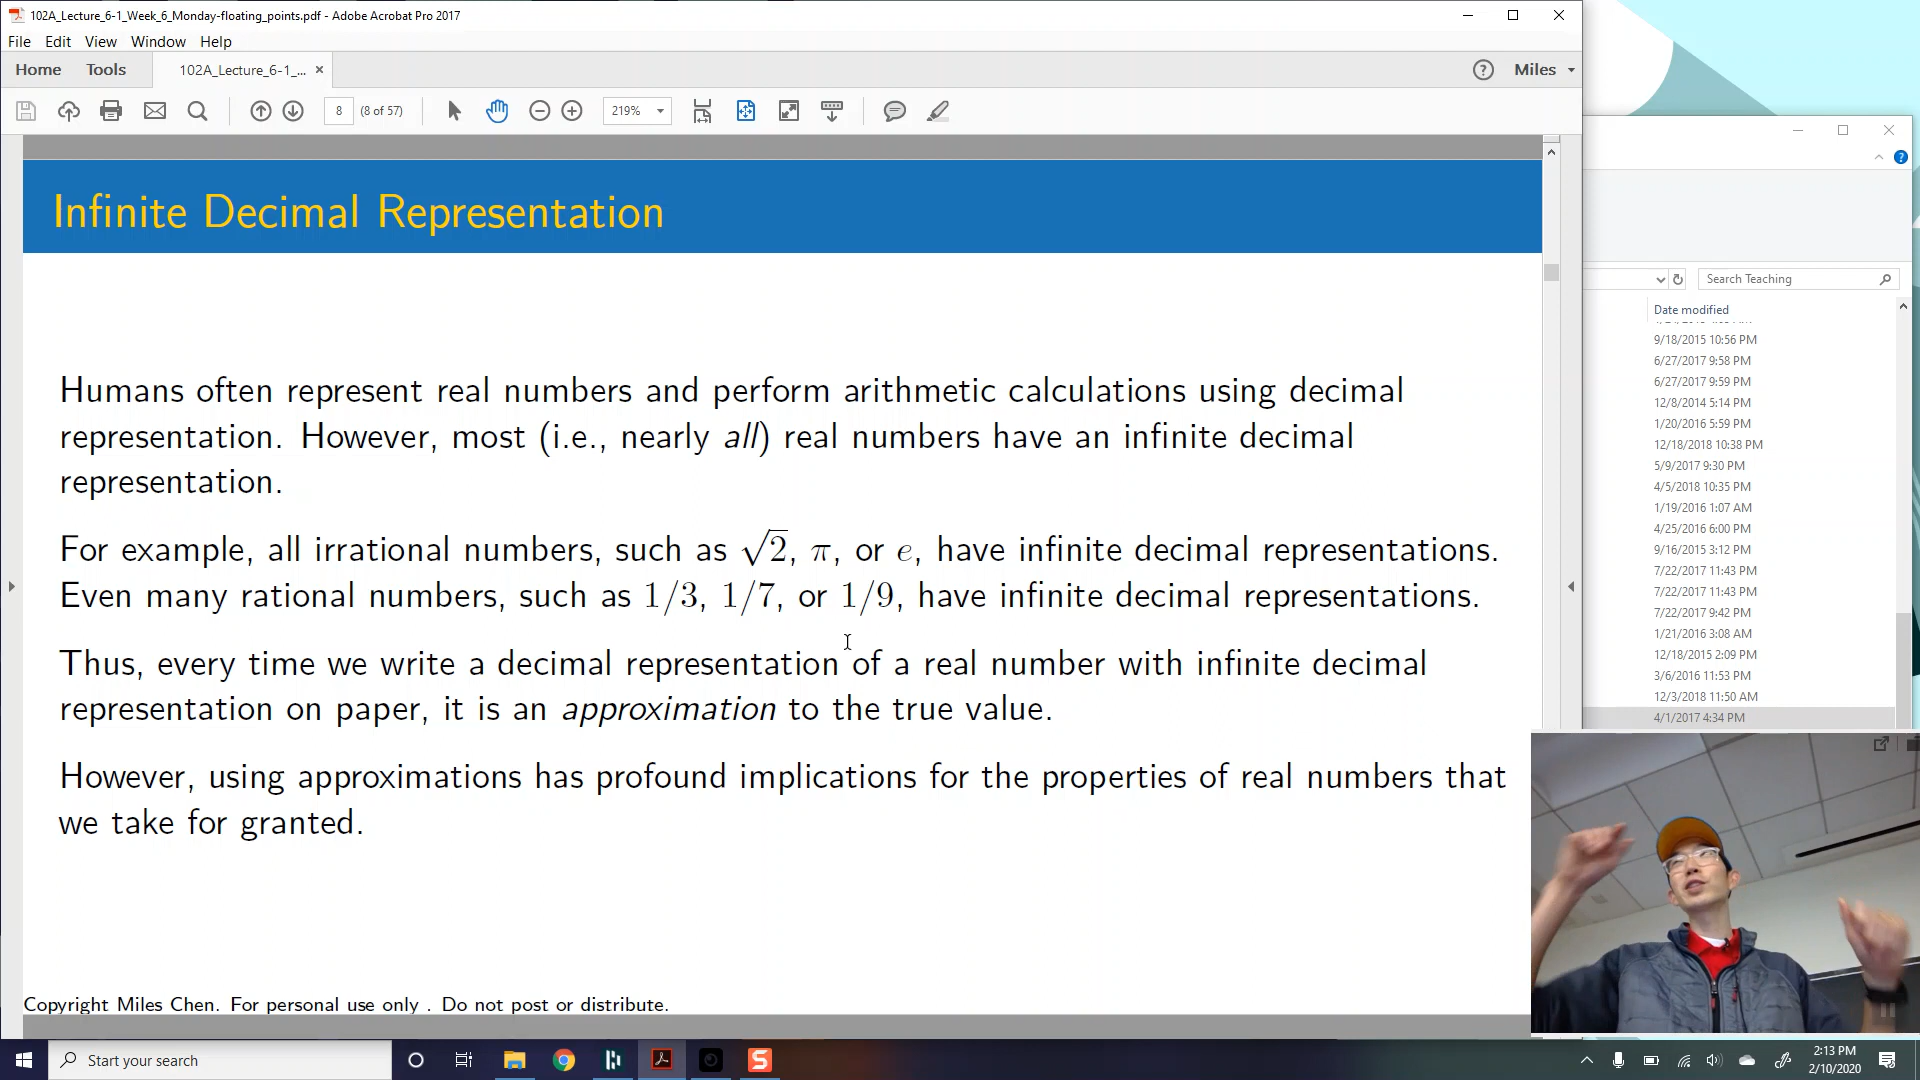 102A_Lecture_6-1_Week_6_Monday-floating_points.pdf - Adobe Acrobat Pro 2017
File Edit View Window Help
Home Tools 102A_Lecture_6-1_... × Miles
8 (8 of 57) 219%
Infinite Decimal Representation
Humans often represent real numbers and perform arithmetic calculations using decimal
representation. However, most (i.e., nearly all) real numbers have an infinite decimal
representation.
For example, all irrational numbers, such as √2, π, or e, have infinite decimal representations.
Even many rational numbers, such as 1/3, 1/7, or 1/9, have infinite decimal representations.
Thus, every time we write a decimal representation of a real number with infinite decimal
representation on paper, it is an approximation to the true value.
However, using approximations has profound implications for the properties of real numbers that
we take for granted.
Copyright Miles Chen. For personal use only . Do not post or distribute.
Search Teaching
Date modified
9/18/2015 10:56 PM
6/27/2017 9:58 PM
6/27/2017 9:59 PM
12/8/2014 5:14 PM
1/20/2016 5:59 PM
12/18/2018 10:38 PM
5/9/2017 9:30 PM
4/5/2018 10:35 PM
1/19/2016 1:07 AM
4/25/2016 6:00 PM
9/16/2015 3:12 PM
7/22/2017 11:43 PM
7/22/2017 11:43 PM
7/22/2017 9:42 PM
1/21/2016 3:08 AM
12/18/2015 2:09 PM
3/6/2016 11:53 PM
12/3/2018 11:50 AM
4/1/2017 4:34 PM
Start your search
2:13 PM
2/10/2020